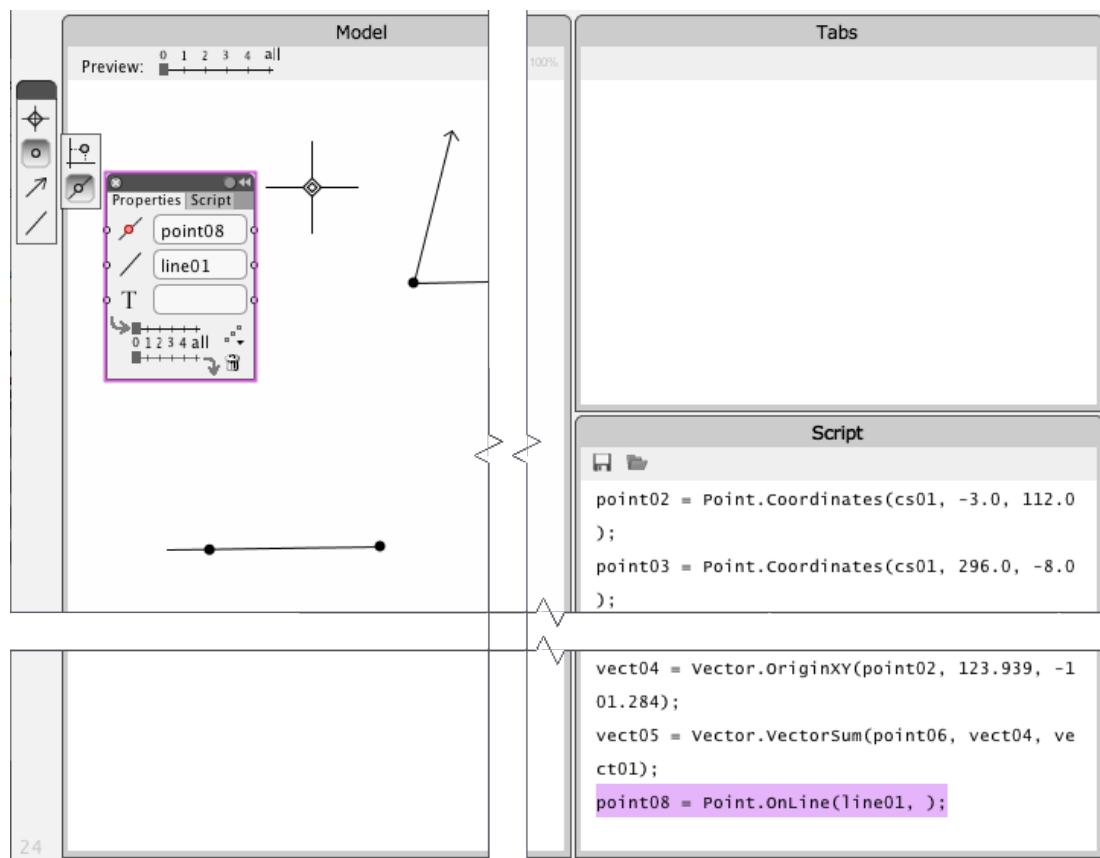 Model
Preview:
0 1 2 3 4 all
100%
Tabs
Properties Script
point08
line01
T
0 1 2 3 4 all
Script
point02 = Point.Coordinates(cs01, -3.0, 112.0
);
point03 = Point.Coordinates(cs01, 296.0, -8.0
);
vect04 = Vector.OriginXY(point02, 123.939, -1
01.284);
vect05 = Vector.VectorSum(point06, vect04, ve
ct01);
point08 = Point.OnLine(line01, );
24